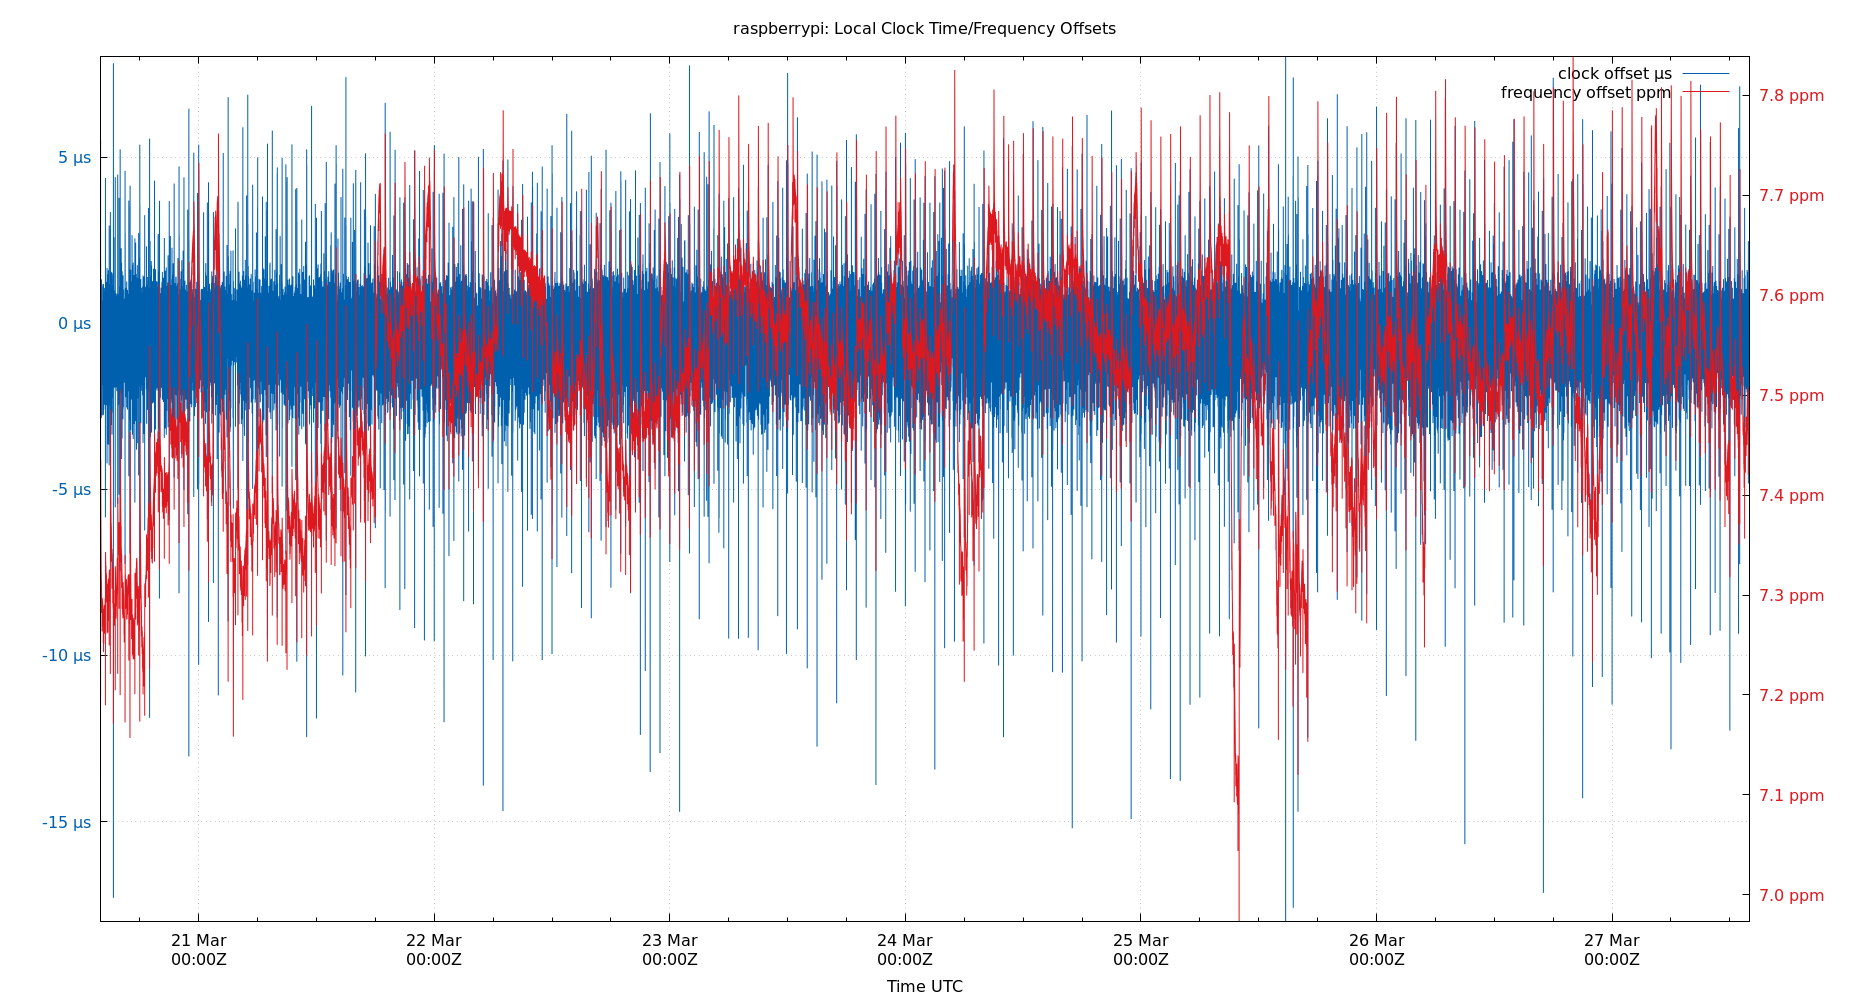 raspberrypi: Local Clock Time/Frequency Offsets
clock offset µs
frequency offset ppm
5 µs
0 µs
-5 µs
-10 µs
-15 µs
7.8 ppm
7.7 ppm
7.6 ppm
7.5 ppm
7.4 ppm
7.3 ppm
7.2 ppm
7.1 ppm
7.0 ppm
21 Mar
00:00Z
22 Mar
00:00Z
23 Mar
00:00Z
24 Mar
00:00Z
25 Mar
00:00Z
26 Mar
00:00Z
27 Mar
00:00Z
Time UTC